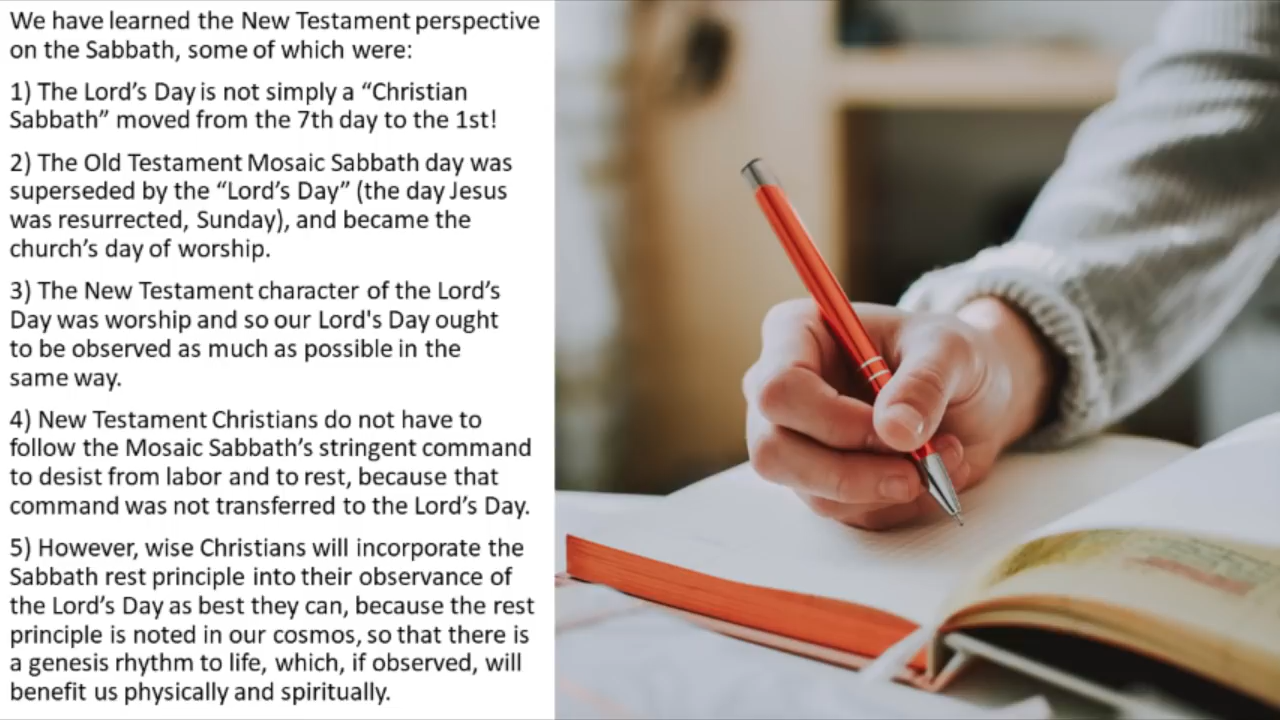 We have learned the New Testament perspective
on the Sabbath, some of which were:
1) The Lord’s Day is not simply a “Christian
Sabbath” moved from the 7th day to the 1st!
2) The Old Testament Mosaic Sabbath day was
superseded by the “Lord’s Day” (the day Jesus
was resurrected, Sunday), and became the
church’s day of worship.
3) The New Testament character of the Lord’s
Day was worship and so our Lord's Day ought
to be observed as much as possible in the
same way.
4) New Testament Christians do not have to
follow the Mosaic Sabbath’s stringent command
to desist from labor and to rest, because that
command was not transferred to the Lord’s Day.
5) However, wise Christians will incorporate the
Sabbath rest principle into their observance of
the Lord’s Day as best they can, because the rest
principle is noted in our cosmos, so that there is
a genesis rhythm to life, which, if observed, will
benefit us physically and spiritually.